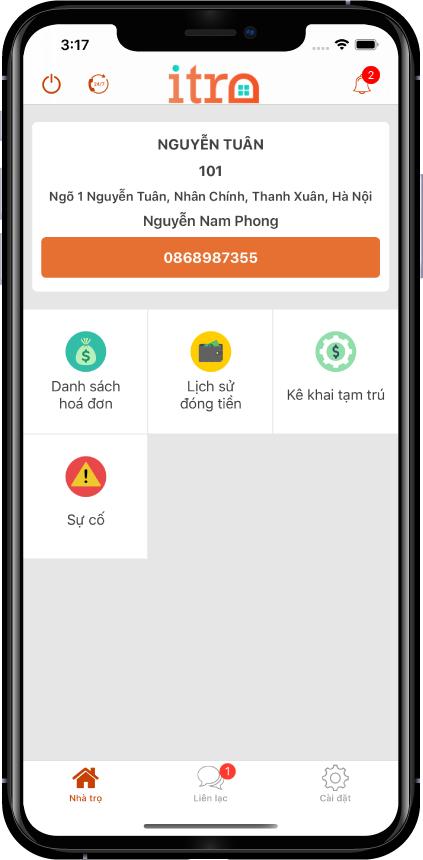 3:17
24/7
itro
2
NGUYỄN TUÂN
101
Ngõ 1 Nguyễn Tuân, Nhân Chính, Thanh Xuân, Hà Nội
Nguyễn Nam Phong
0868987355
Danh sách
hoá đơn
Lịch sử
đóng tiền
Kê khai tạm trú
Sự cố
1
Nhà trọ
Liên lạc
Cài đặt